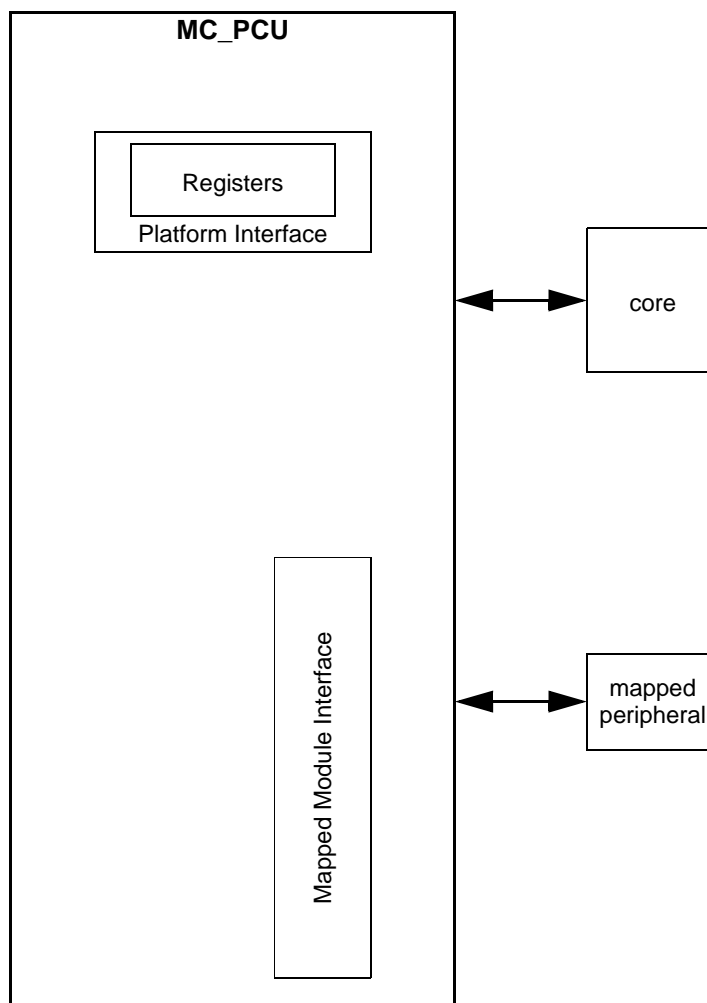 MC_PCU
Registers
Platform Interface
core
Mapped Module Interface
mapped
peripheral